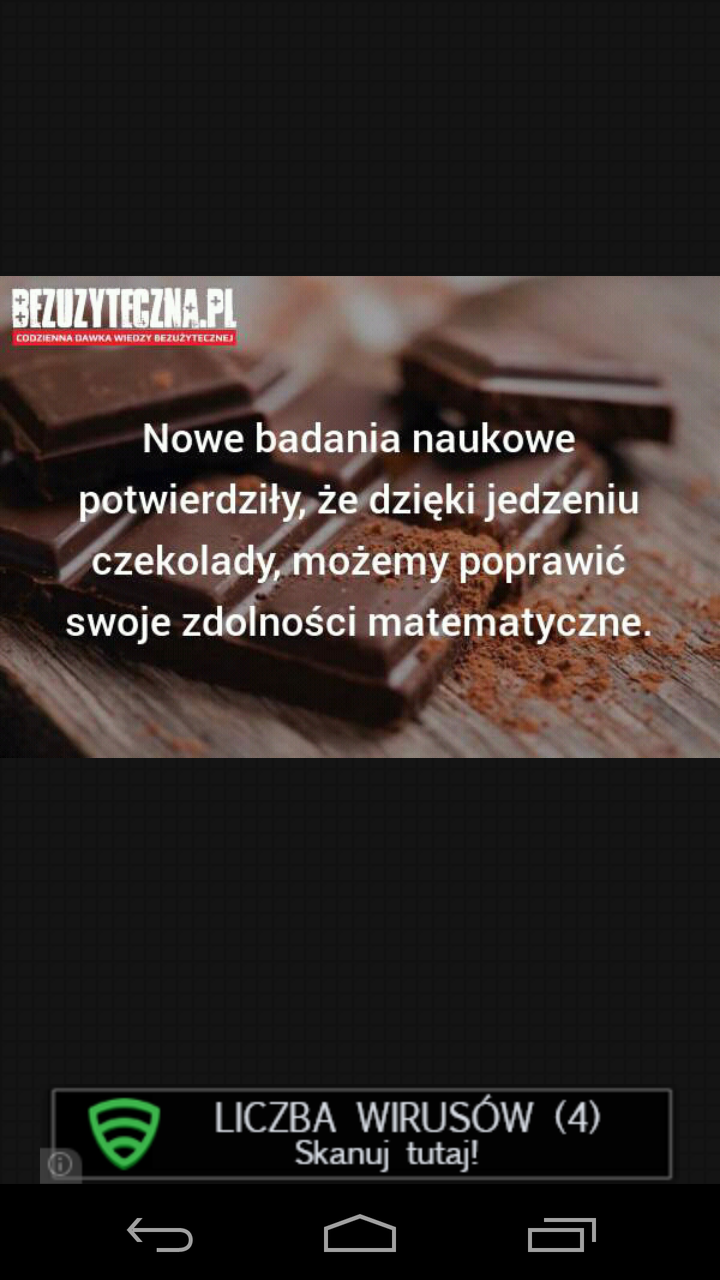 BEZUZYTECZNA.PL
CODZIENNA DAWKA WIEDZY BEZUŻYTECZNEJ
Nowe badania naukowe
potwierdziły, że dzięki jedzeniu
czekolady, możemy poprawić
swoje zdolności matematyczne.
LICZBA WIRUSÓW (4)
Skanuj tutaj!